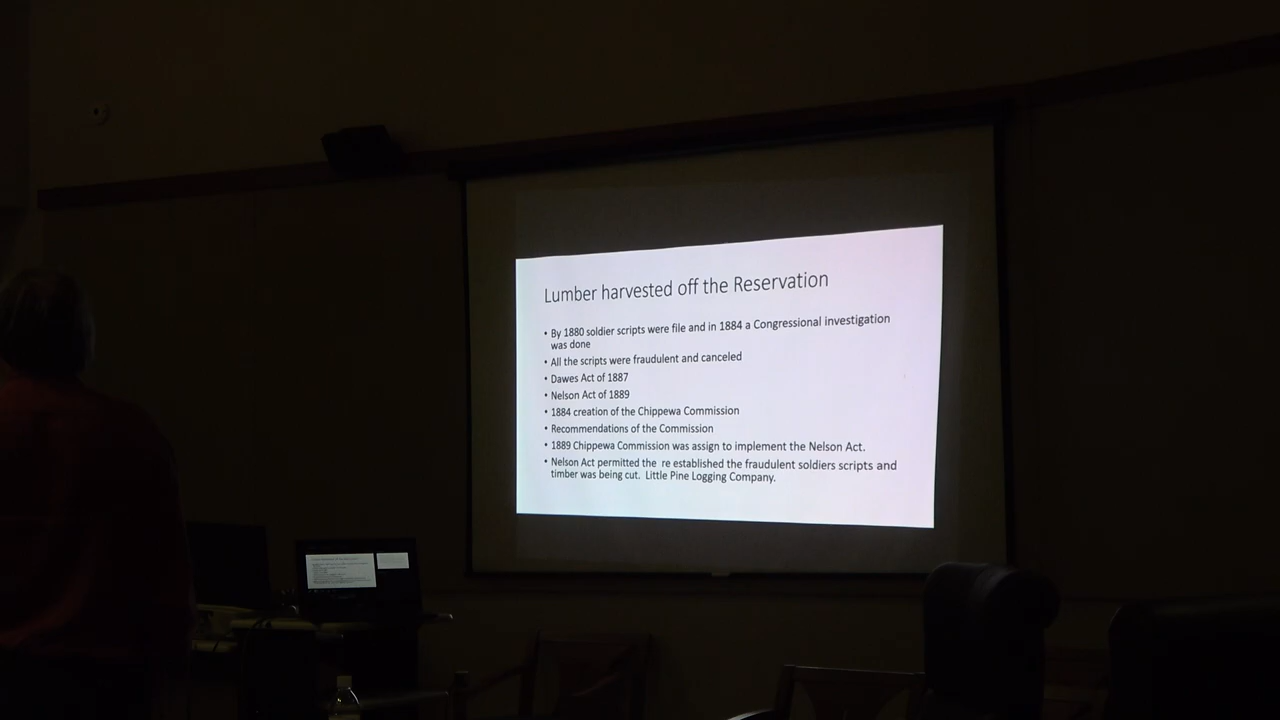 Lumber harvested off the Reservation
• By 1880 soldier scripts were file and in 1884 a Congressional investigation
was done
• All the scripts were fraudulent and canceled
• Dawes Act of 1887
• Nelson Act of 1889
• 1884 creation of the Chippewa Commission
• Recommendations of the Commission
• 1889 Chippewa Commission was assign to implement the Nelson Act.
• Nelson Act permitted the  re established the fraudulent soldiers scripts and
timber was being cut.  Little Pine Logging Company.